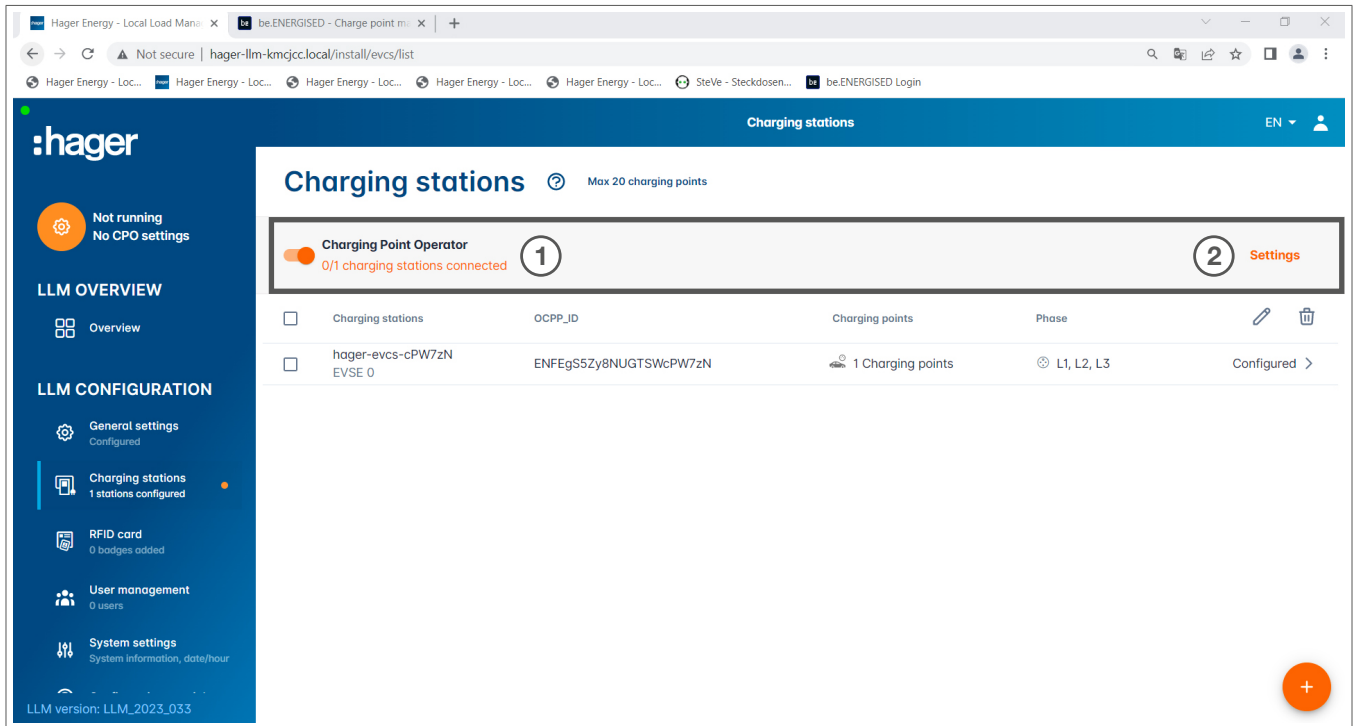 Hager Energy - Local Load Mana
be.ENERGISED - Charge point m
Not secure | hager-llm-kmcjcc.local/install/evcs/list
Hager Energy - Loc... Hager Energy - Loc... Hager Energy - Loc... Hager Energy - Loc... Hager Energy - Loc... SteVe - Steckdosen... be.ENERGISED Login
:hager
Charging stations
EN
Not running
No CPO settings
LLM OVERVIEW
Overview
LLM CONFIGURATION
General settings
Configured
Charging stations
1 stations configured
RFID card
0 badges added
User management
0 users
System settings
System information, date/hour
LLM version: LLM_2023_033
Charging stations Max 20 charging points
Charging Point Operator
0/1 charging stations connected
1
2
Settings
Charging stations OCPP_ID Charging points Phase
hager-evcs-cPW7zN
EVSE 0
ENFEgS5Zy8NUGTSWcPW7zN
1 Charging points
L1, L2, L3
Configured